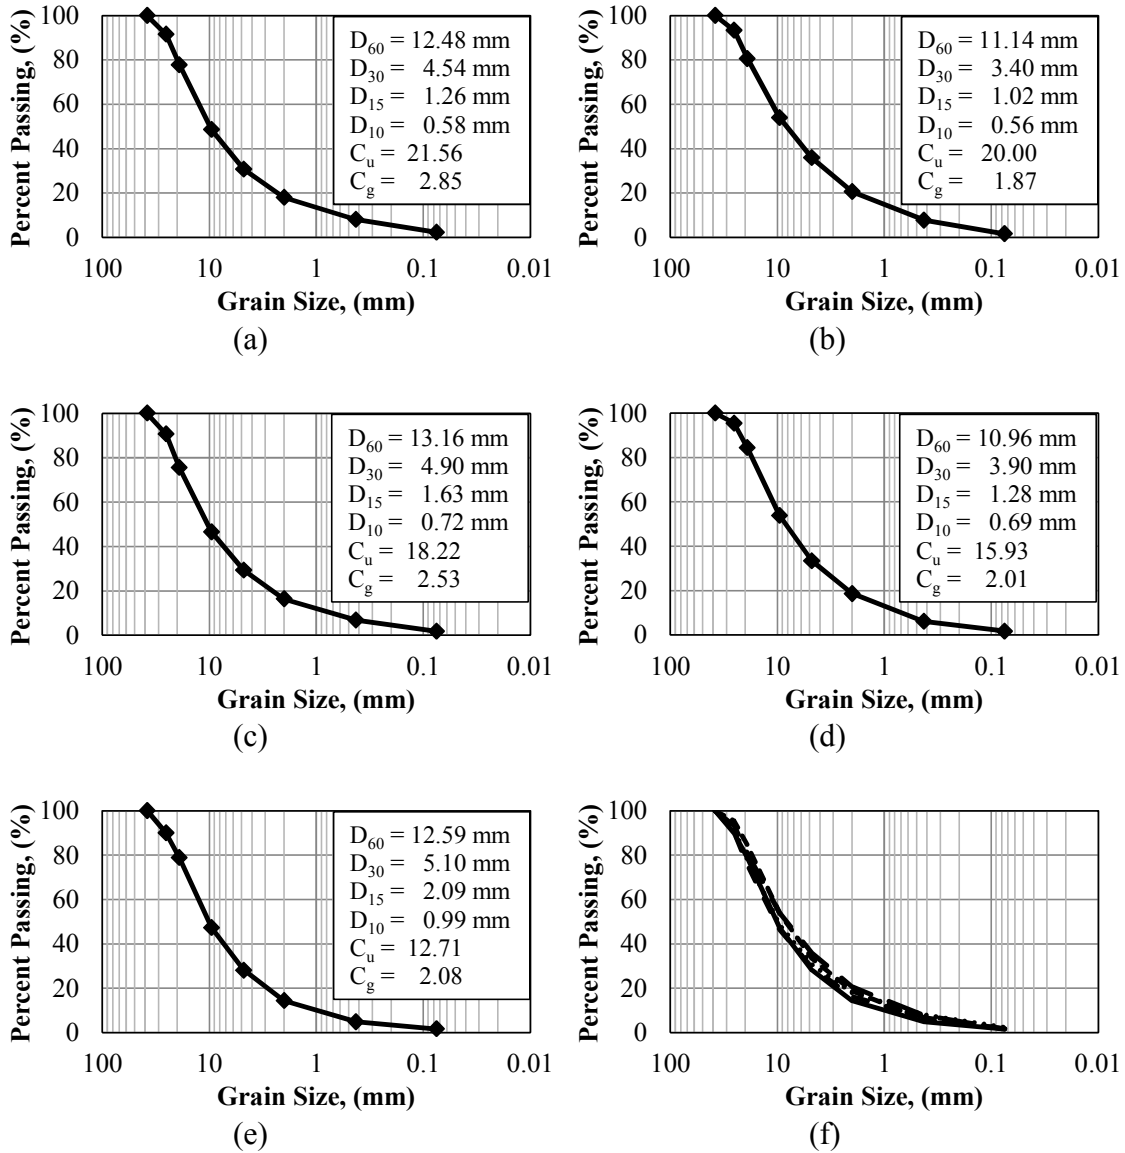 Percent Passing, (%)
100
80
60
40
20
0
D60 = 12.48 mm
D30 = 4.54 mm
D15 = 1.26 mm
D10 = 0.58 mm
Cu = 21.56
Cg = 2.85
100 10 1 0.1 0.01
Grain Size, (mm)
(a)
Percent Passing, (%)
100
80
60
40
20
0
D60 = 11.14 mm
D30 = 3.40 mm
D15 = 1.02 mm
D10 = 0.56 mm
Cu = 20.00
Cg = 1.87
100 10 1 0.1 0.01
Grain Size, (mm)
(b)
Percent Passing, (%)
100
80
60
40
20
0
D60 = 13.16 mm
D30 = 4.90 mm
D15 = 1.63 mm
D10 = 0.72 mm
Cu = 18.22
Cg = 2.53
100 10 1 0.1 0.01
Grain Size, (mm)
(c)
Percent Passing, (%)
100
80
60
40
20
0
D60 = 10.96 mm
D30 = 3.90 mm
D15 = 1.28 mm
D10 = 0.69 mm
Cu = 15.93
Cg = 2.01
100 10 1 0.1 0.01
Grain Size, (mm)
(d)
Percent Passing, (%)
100
80
60
40
20
0
D60 = 12.59 mm
D30 = 5.10 mm
D15 = 2.09 mm
D10 = 0.99 mm
Cu = 12.71
Cg = 2.08
100 10 1 0.1 0.01
Grain Size, (mm)
(e)
Percent Passing, (%)
100
80
60
40
20
0
100 10 1 0.1 0.01
Grain Size, (mm)
(f)